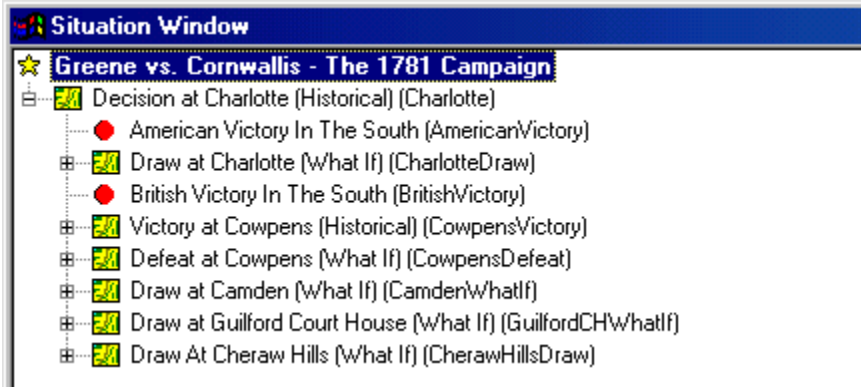 Situation Window
Greene vs. Cornwallis - The 1781 Campaign
Decision at Charlotte (Historical) (Charlotte)
American Victory In The South (AmericanVictory)
Draw at Charlotte (What If) (CharlotteDraw)
British Victory In The South (BritishVictory)
Victory at Cowpens (Historical) (CowpensVictory)
Defeat at Cowpens (What If) (CowpensDefeat)
Draw at Camden (What If) (CamdenWhatIf)
Draw at Guilford Court House (What If) (GuilfordCHWhatIf)
Draw At Cheraw Hills (What If) (CherawHillsDraw)